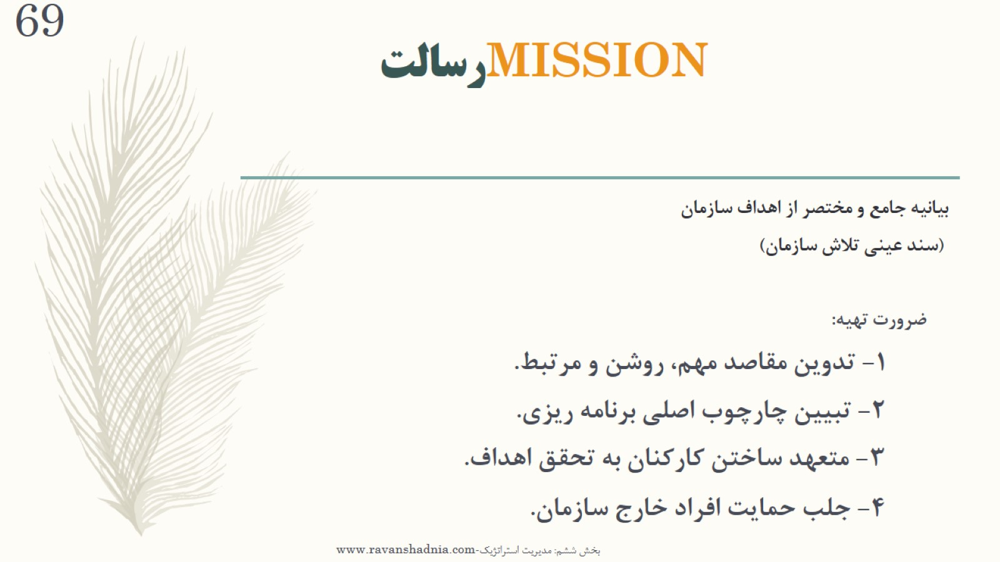 69
MISSIONرسالت
بیانیه جامع و مختصر از اهداف سازمان
(سند عینی تلاش سازمان)
ضرورت تهیه:
۱- تدوین مقاصد مهم، روشن و مرتبط.
۲- تبیین چارچوب اصلی برنامه ریزی.
۳- متعهد ساختن کارکنان به تحقق اهداف.
۴- جلب حمایت افراد خارج سازمان.
بخش ششم: مدیریت استراتژیک-www.ravanshadnia.com